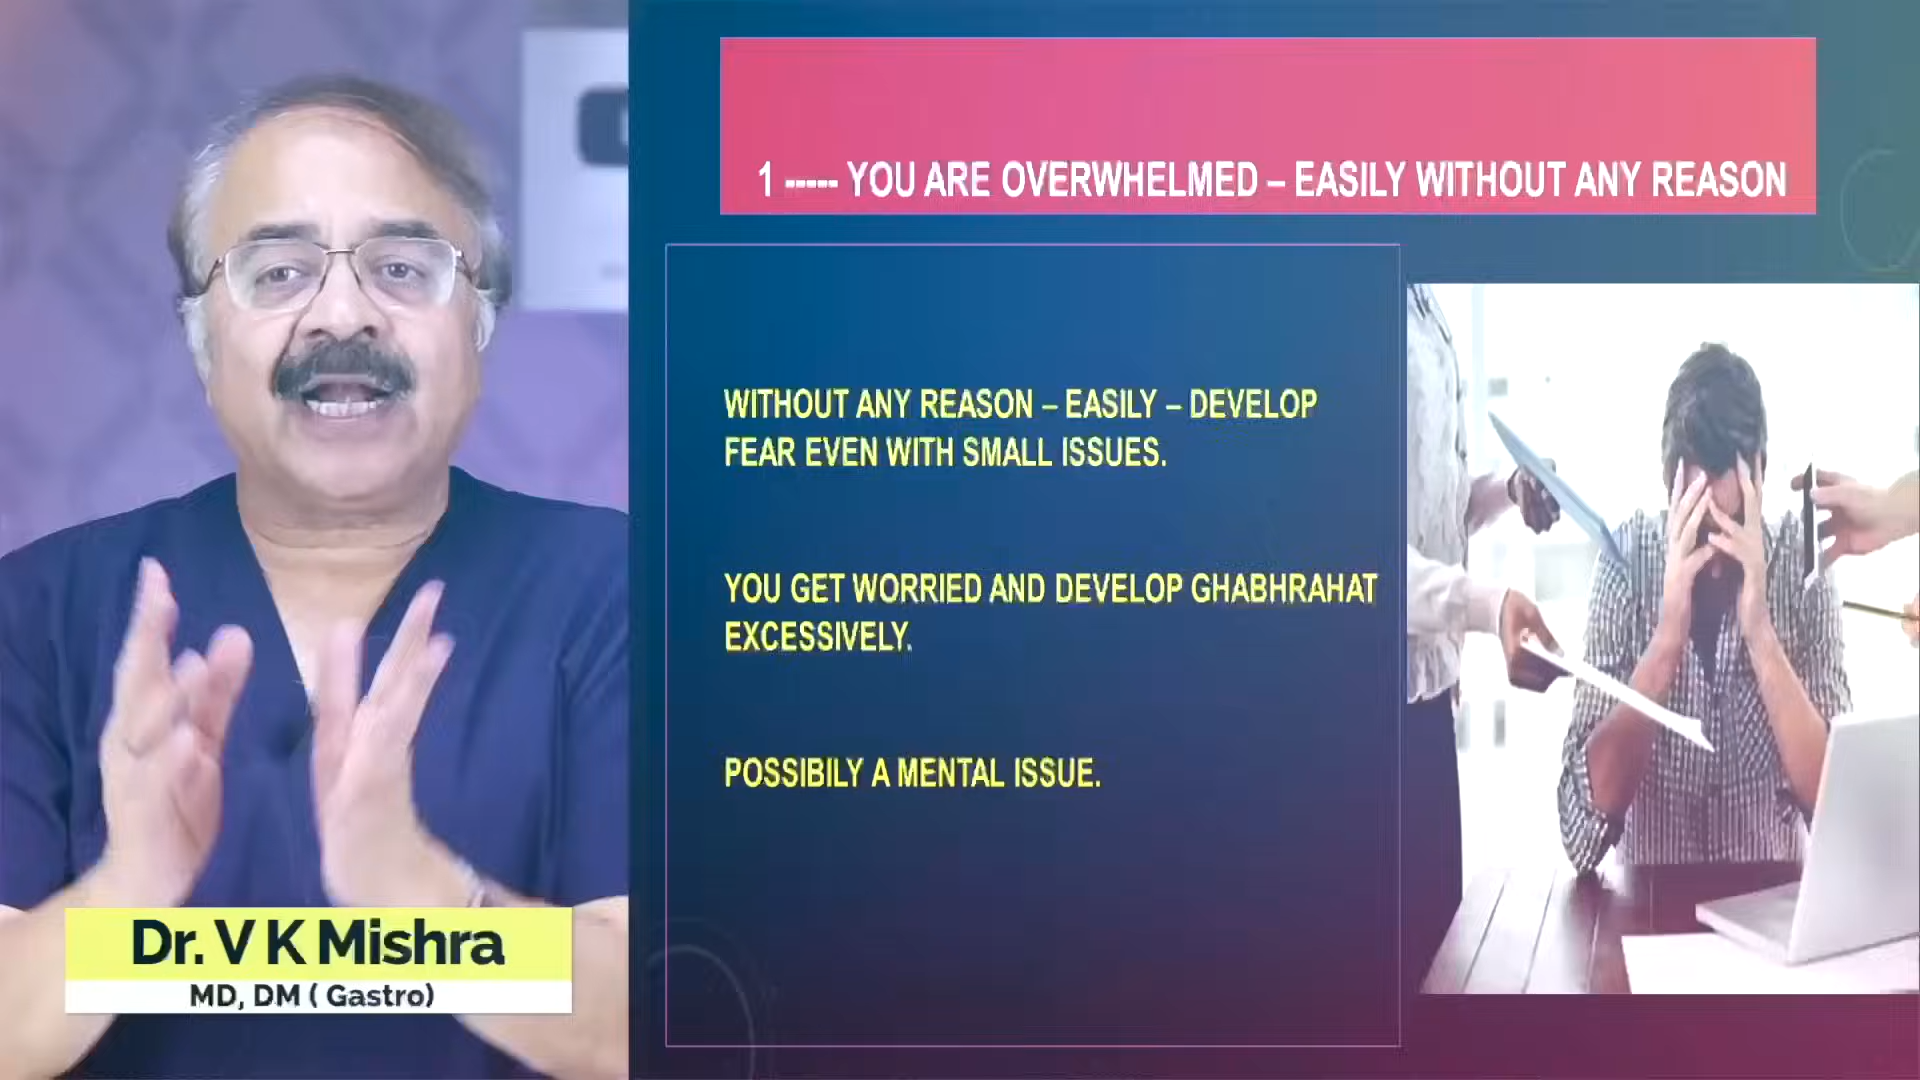 1 ----- YOU ARE OVERWHELMED – EASILY WITHOUT ANY REASON
WITHOUT ANY REASON – EASILY – DEVELOP
FEAR EVEN WITH SMALL ISSUES.
YOU GET WORRIED AND DEVELOP GHABHRAHAT
EXCESSIVELY.
POSSIBILY A MENTAL ISSUE.
Dr. V K Mishra
MD, DM ( Gastro)